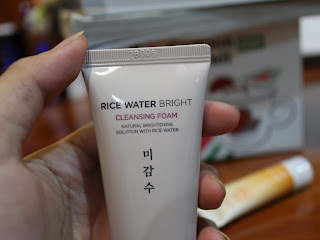 RICE WATER BRIGHT
CLEANSING FOAM
NATURAL BRIGHTENING
SOLUTION WITH RICE WATER
미
감
수